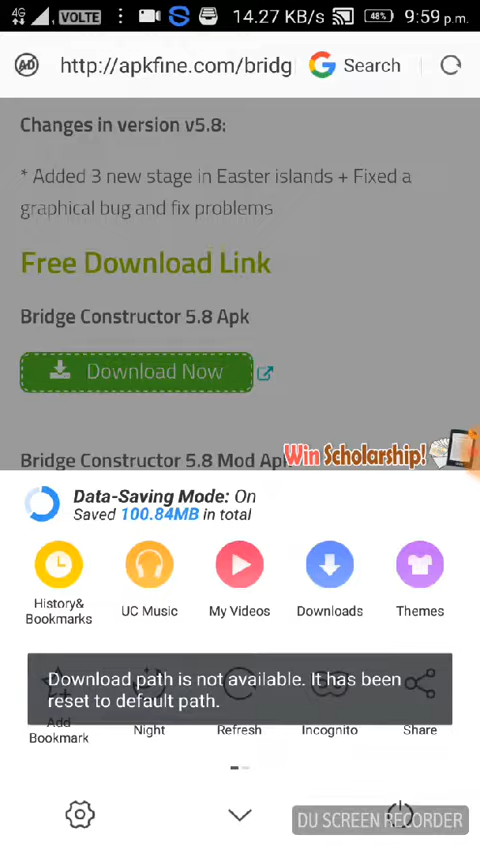 4G VOLTE 14.27 KB/s 48% 9:59 p.m.
AD http://apkfine.com/bridg G Search
Changes in version v5.8:
* Added 3 new stage in Easter islands + Fixed a
graphical bug and fix problems
Free Download Link
Bridge Constructor 5.8 Apk
Download Now
Bridge Constructor 5.8 Mod Apk
Win Scholarship!
Data-Saving Mode: On
Saved 100.84MB in total
History& Bookmarks
UC Music
My Videos
Downloads
Themes
Download path is not available. It has been
reset to default path.
Add Bookmark
Night
Refresh
Incognito
Share
DU SCREEN RECORDER